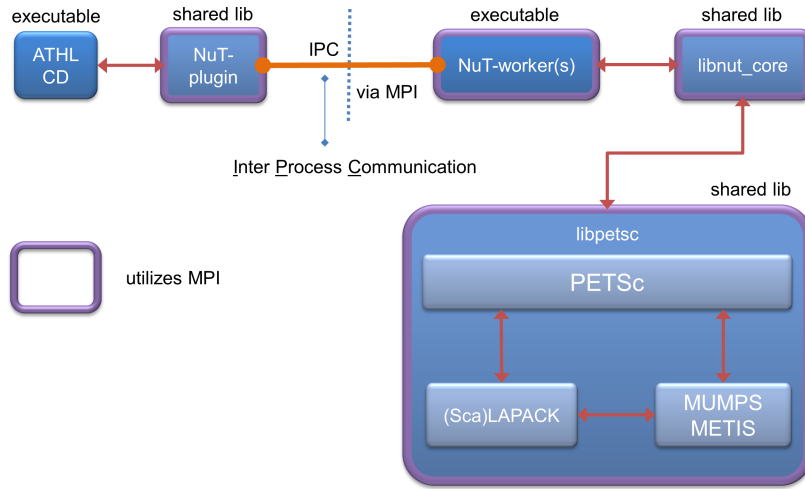 executable
shared lib
executable
shared lib
ATHL
CD
NuT-
plugin
IPC
via MPI
NuT-worker(s)
libnut_core
Inter Process Communication
shared lib
libpetsc
utilizes MPI
PETSc
(Sca)LAPACK
MUMPS
METIS